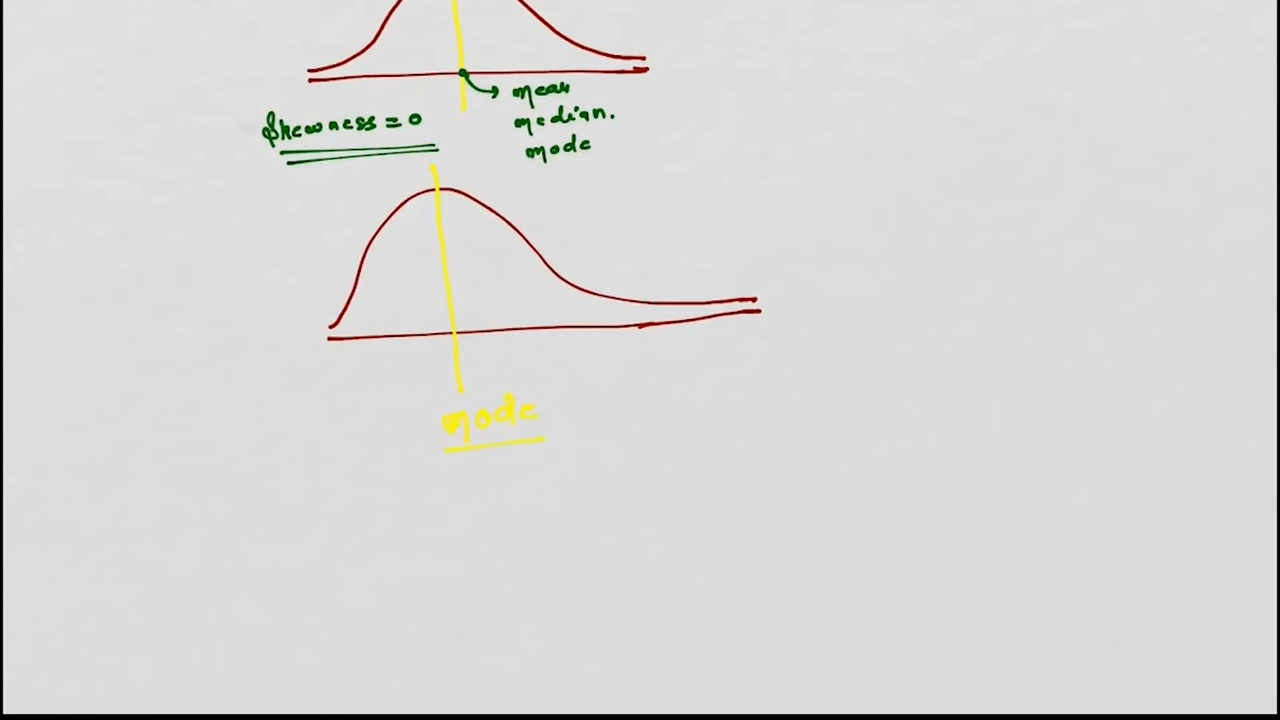 mean
Skewness = 0
median.
mode
mode